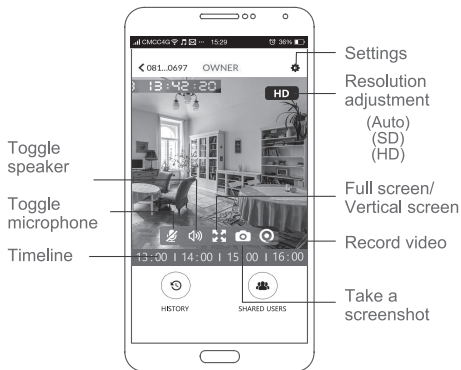 CMCC4G ... 15:29 36%
081...0697 OWNER
13:42:20
HD
13:00 | 14:00 | 15 00 | 16:00
HISTORY
SHARED USERS
Toggle
speaker
Toggle
microphone
Timeline
Settings
Resolution
adjustment
(Auto)
(SD)
(HD)
Full screen/
Vertical screen
Record video
Take a
screenshot